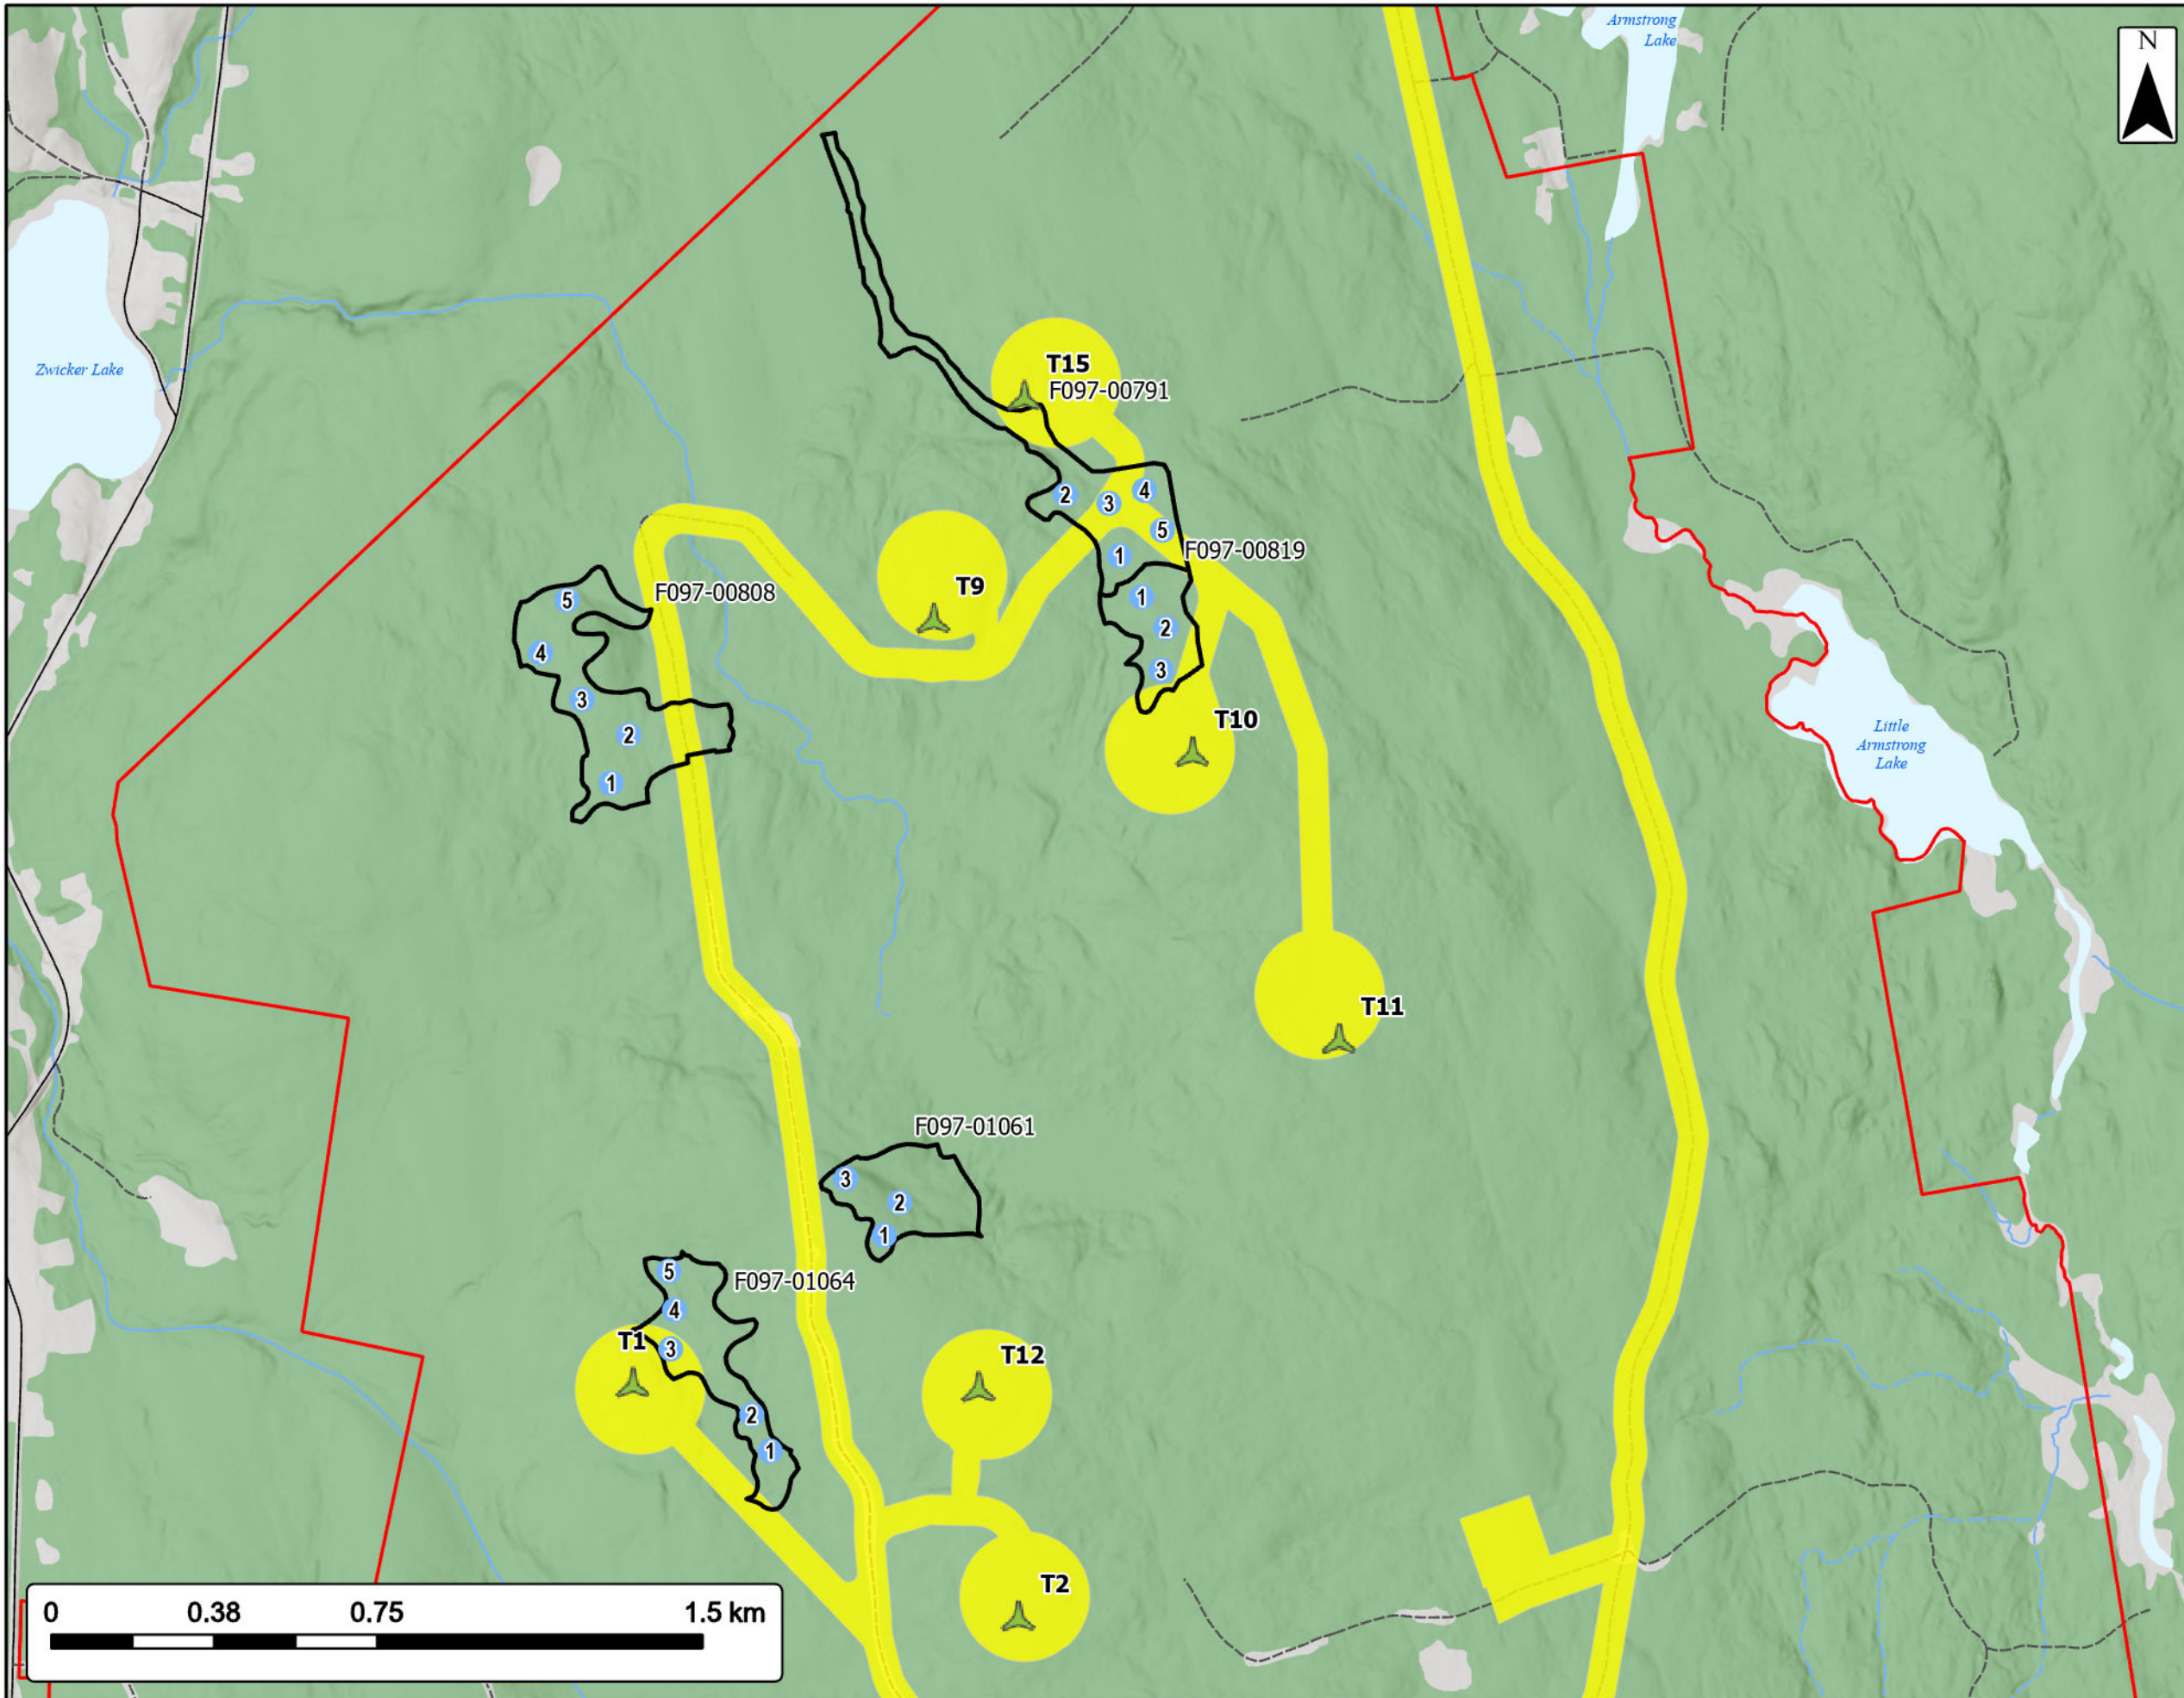 Armstrong
Lake
N
Zwicker Lake
T15
F097-00791
2
3
4
5
1
F097-00819
1
2
3
T9
F097-00808
5
4
3
2
1
T10
Little
Armstrong
Lake
T11
F097-01061
3
2
1
F097-01064
5
4
3
2
1
T1
T12
T2
0 0.38 0.75 1.5 km